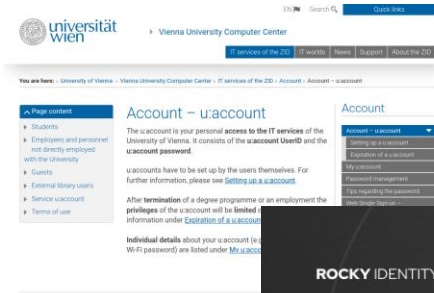 EN
Search
Quick links
universität
wien
Vienna University Computer Center
IT services of the ZID
IT worlds
News
Support
About the ZID
You are here: › University of Vienna › Vienna University Computer Center › IT services of the ZID › Account › Account – u:account
Page content
Students
Employees and personnel
not directly employed
with the University
Guests
External library users
Service u:account
Terms of use
Account – u:account
The u:account is your personal access to the IT services of the
University of Vienna. It consists of the u:account UserID and the
u:account password.
u:accounts have to be set up by the users themselves. For
further information, please see Setting up a u:account.
After termination of a degree programme or an employment the
privileges of the u:account will be limited
information under Expiration of a u:account
Individual details about your u:account (e.g.
Wi-Fi password) are listed under My u:acc
Account
Account – u:account
Setting up a u:account
Expiration of a u:account
My u:account
Password management
Tips regarding the password
Web Single Sign-on –
ROCKY IDENTITY